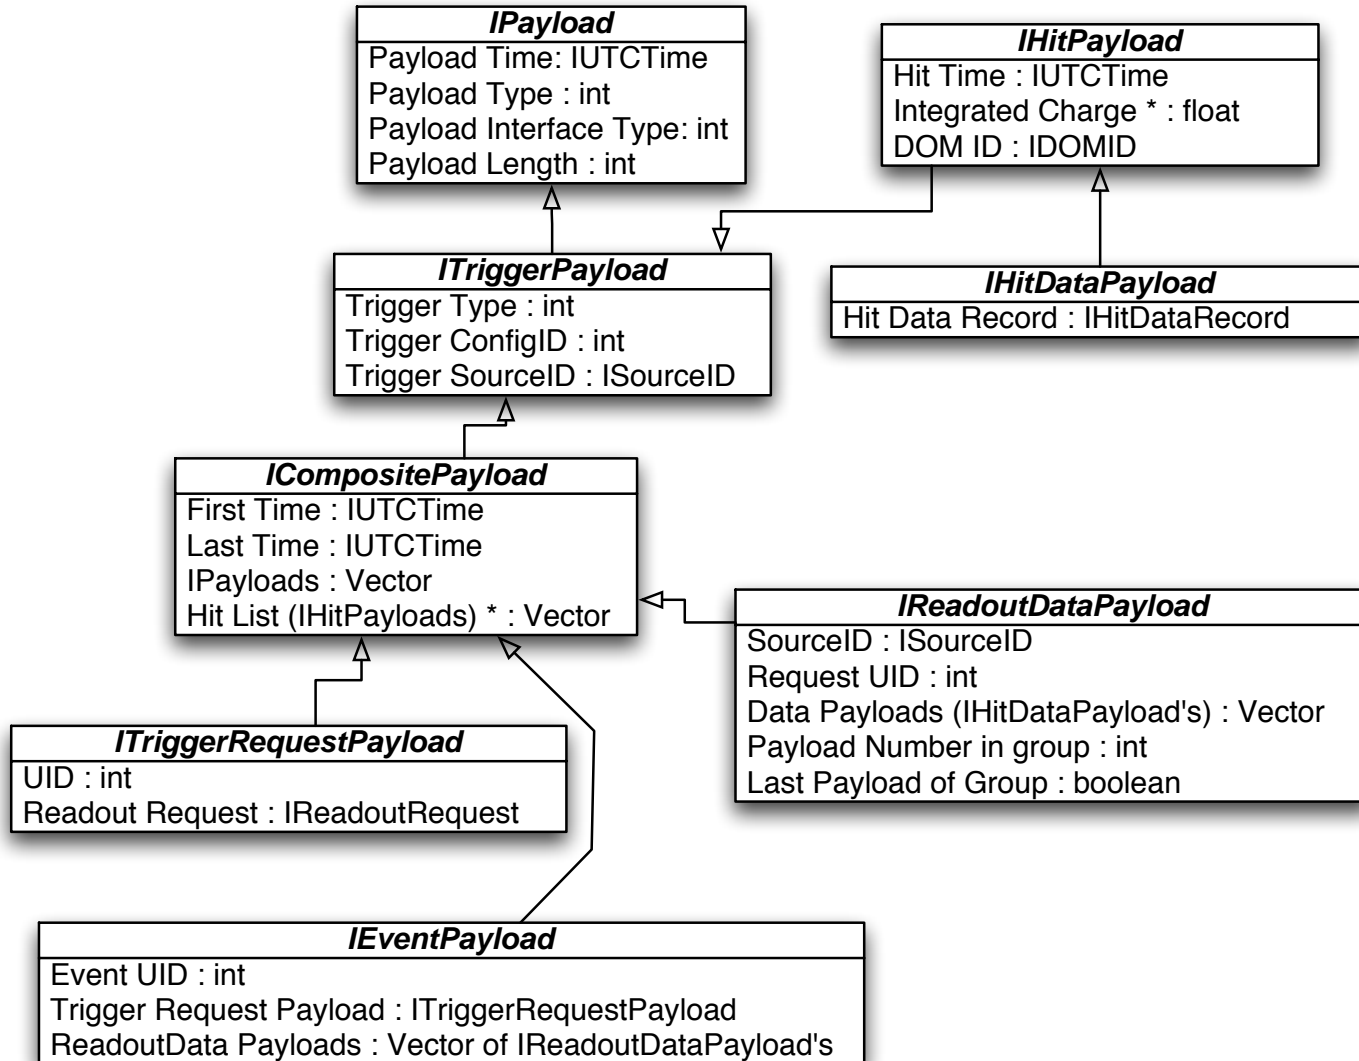 IPayload
Payload Time: IUTCTime
Payload Type : int
Payload Interface Type: int
Payload Length : int
IHitPayload
Hit Time : IUTCTime
Integrated Charge * : float
DOM ID : IDOMID
ITriggerPayload
Trigger Type : int
Trigger ConfigID : int
Trigger SourceID : ISourceID
IHitDataPayload
Hit Data Record : IHitDataRecord
ICompositePayload
First Time : IUTCTime
Last Time : IUTCTime
IPayloads : Vector
Hit List (IHitPayloads) * : Vector
IReadoutDataPayload
SourceID : ISourceID
Request UID : int
Data Payloads (IHitDataPayload's) : Vector
Payload Number in group : int
Last Payload of Group : boolean
ITriggerRequestPayload
UID : int
Readout Request : IReadoutRequest
IEventPayload
Event UID : int
Trigger Request Payload : ITriggerRequestPayload
ReadoutData Payloads : Vector of IReadoutDataPayload's